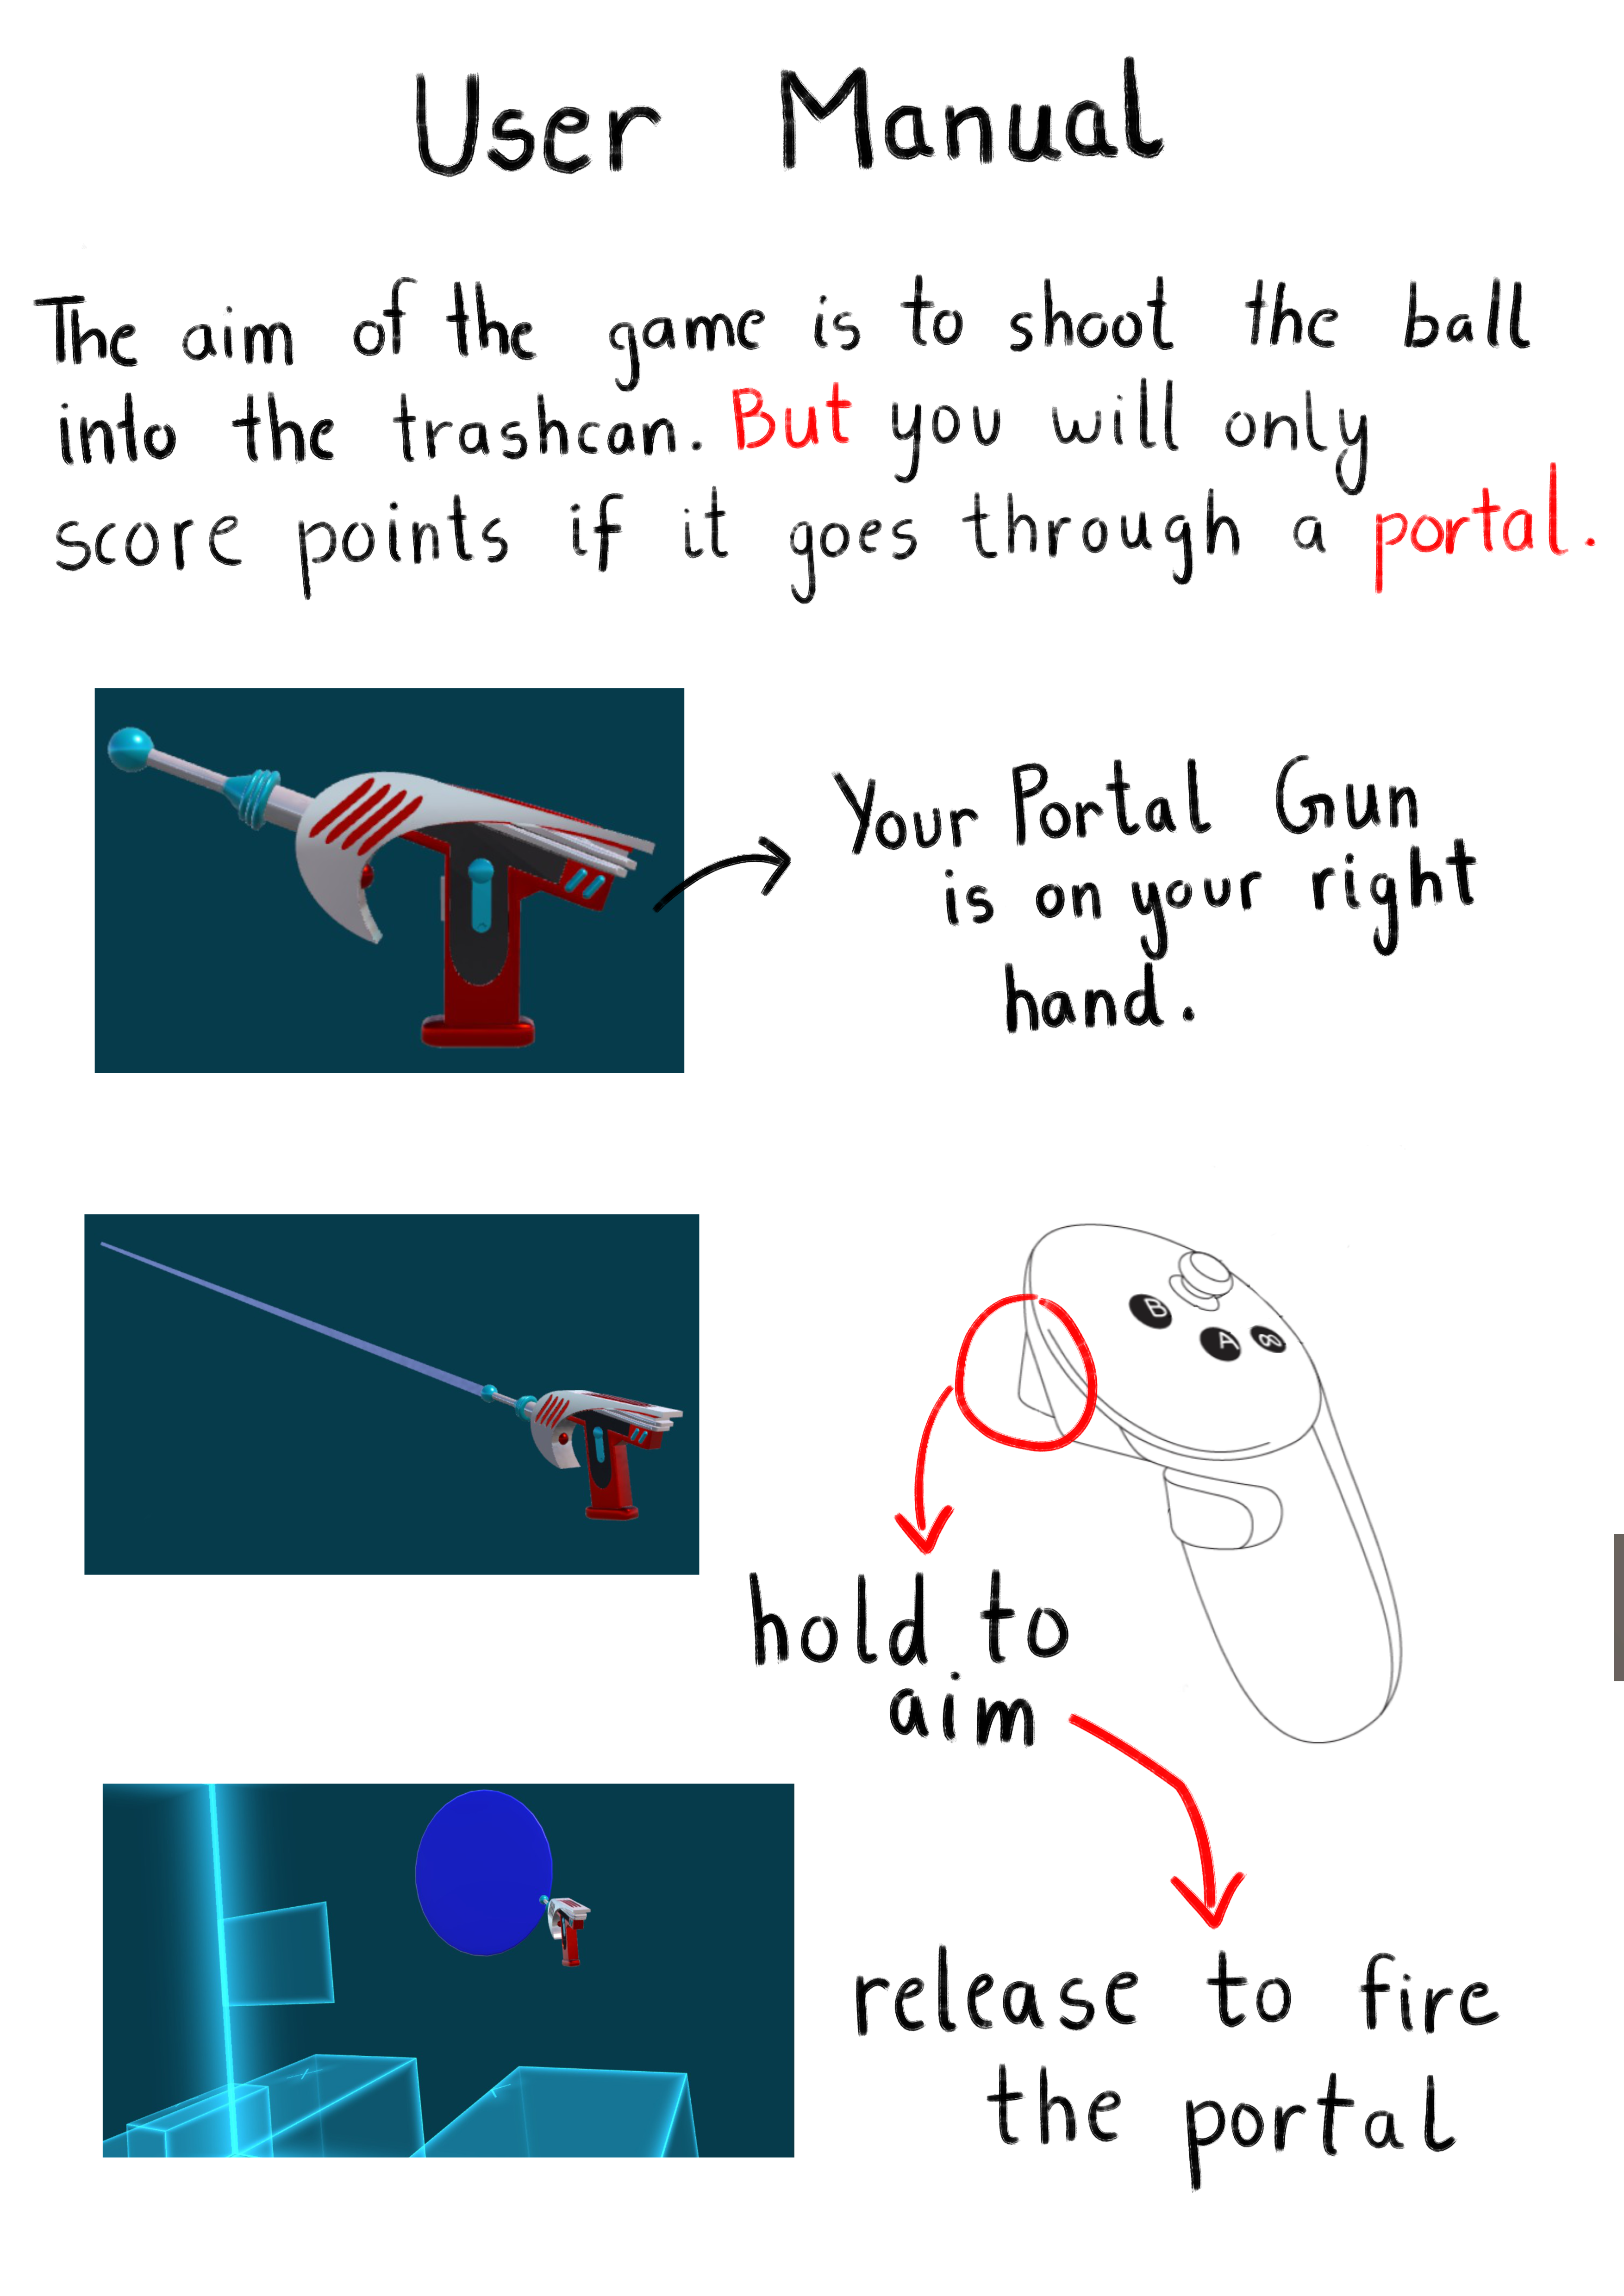 User Manual
The aim of the game is to shoot the ball
into the trashcan. But you will only
score points if it goes through a portal.
Your Portal Gun
is on your right
hand.
B
A
hold to
aim
release to fire
the portal